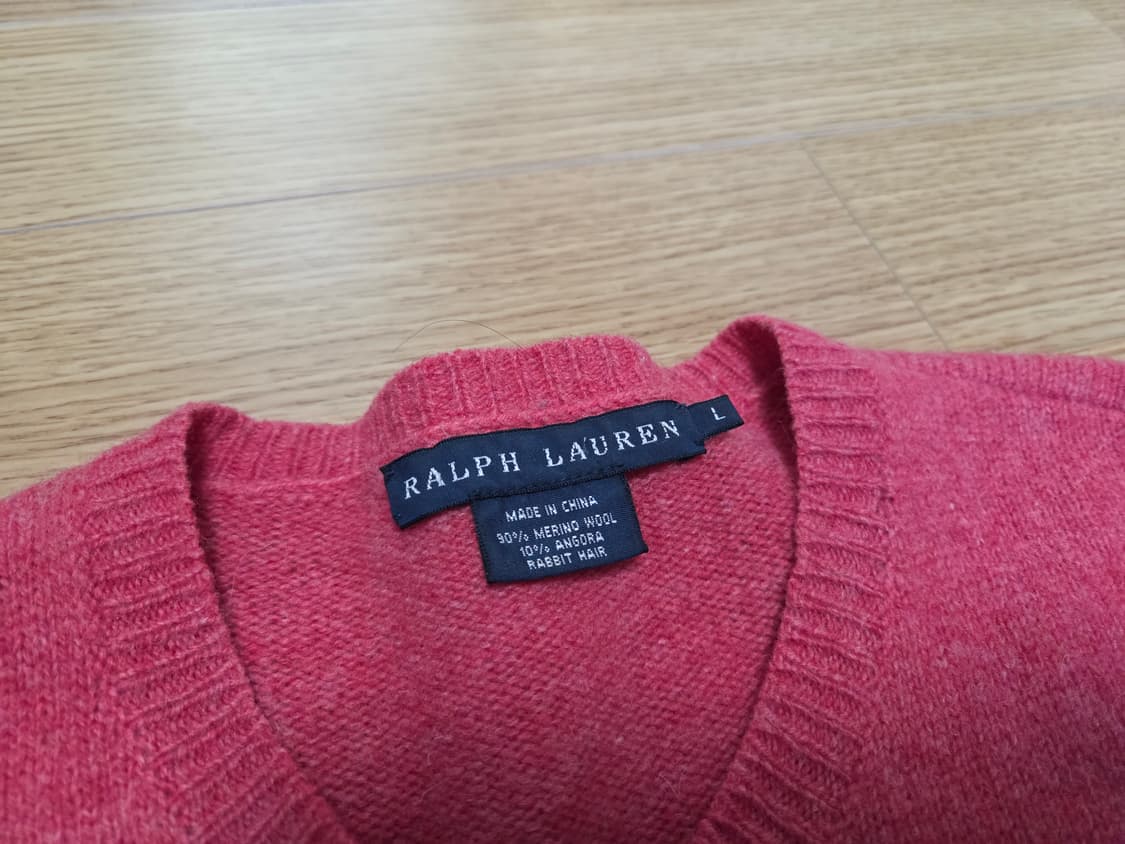 RALPH LAUREN
L
MADE IN CHINA
90% MERINO WOOL
10% ANGORA
RABBIT HAIR